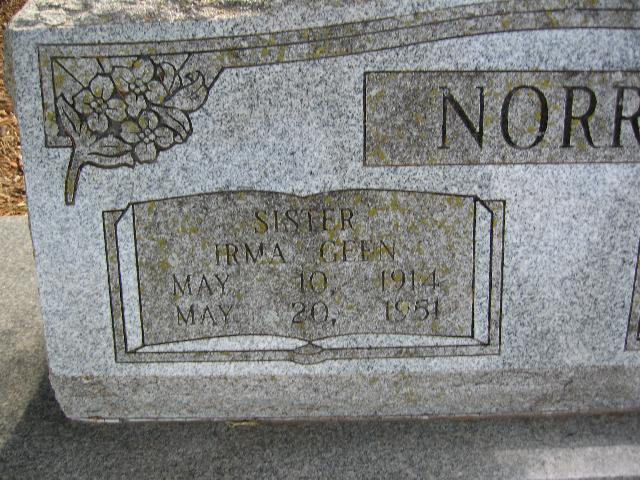 NORR
SISTER
IRMA GEEN
MAY 10, 1914
MAY 20, 1951